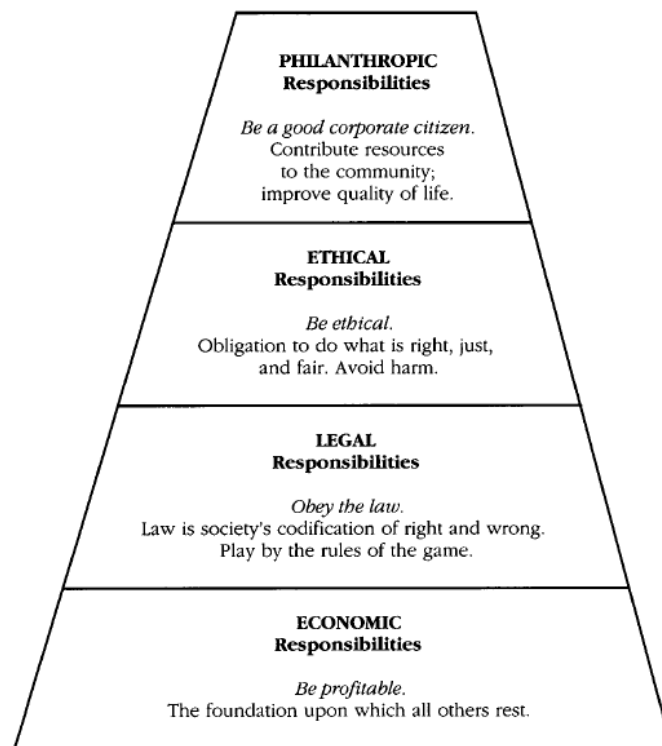 PHILANTHROPIC
Responsibilities
Be a good corporate citizen.
Contribute resources
to the community;
improve quality of life.
ETHICAL
Responsibilities
Be ethical.
Obligation to do what is right, just,
and fair. Avoid harm.
LEGAL
Responsibilities
Obey the law.
Law is society's codification of right and wrong.
Play by the rules of the game.
ECONOMIC
Responsibilities
Be profitable.
The foundation upon which all others rest.